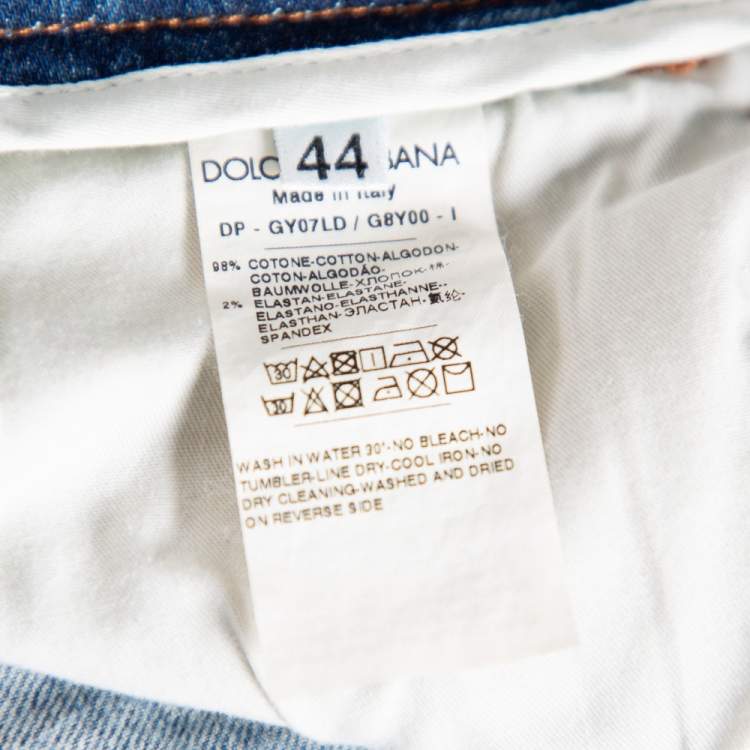 DOLC 44 BANA
Made in Italy
DP - GY07LD / G8Y00 - I
98% COTONE-COTTON-ALGODON-
COTON-ALGODÃO-
BAUMWOLLE-ХЛОПОК-棉-
2% ELASTAN-ELASTANE-
ELASTANO-ELASTHANNE-
ELASTHAN-ЭЛАСТАН-氨纶-
SPANDEX
30
30
WASH IN WATER 30°-NO BLEACH-NO
TUMBLER-LINE DRY-COOL IRON-NO
DRY CLEANING-WASHED AND DRIED
ON REVERSE SIDE